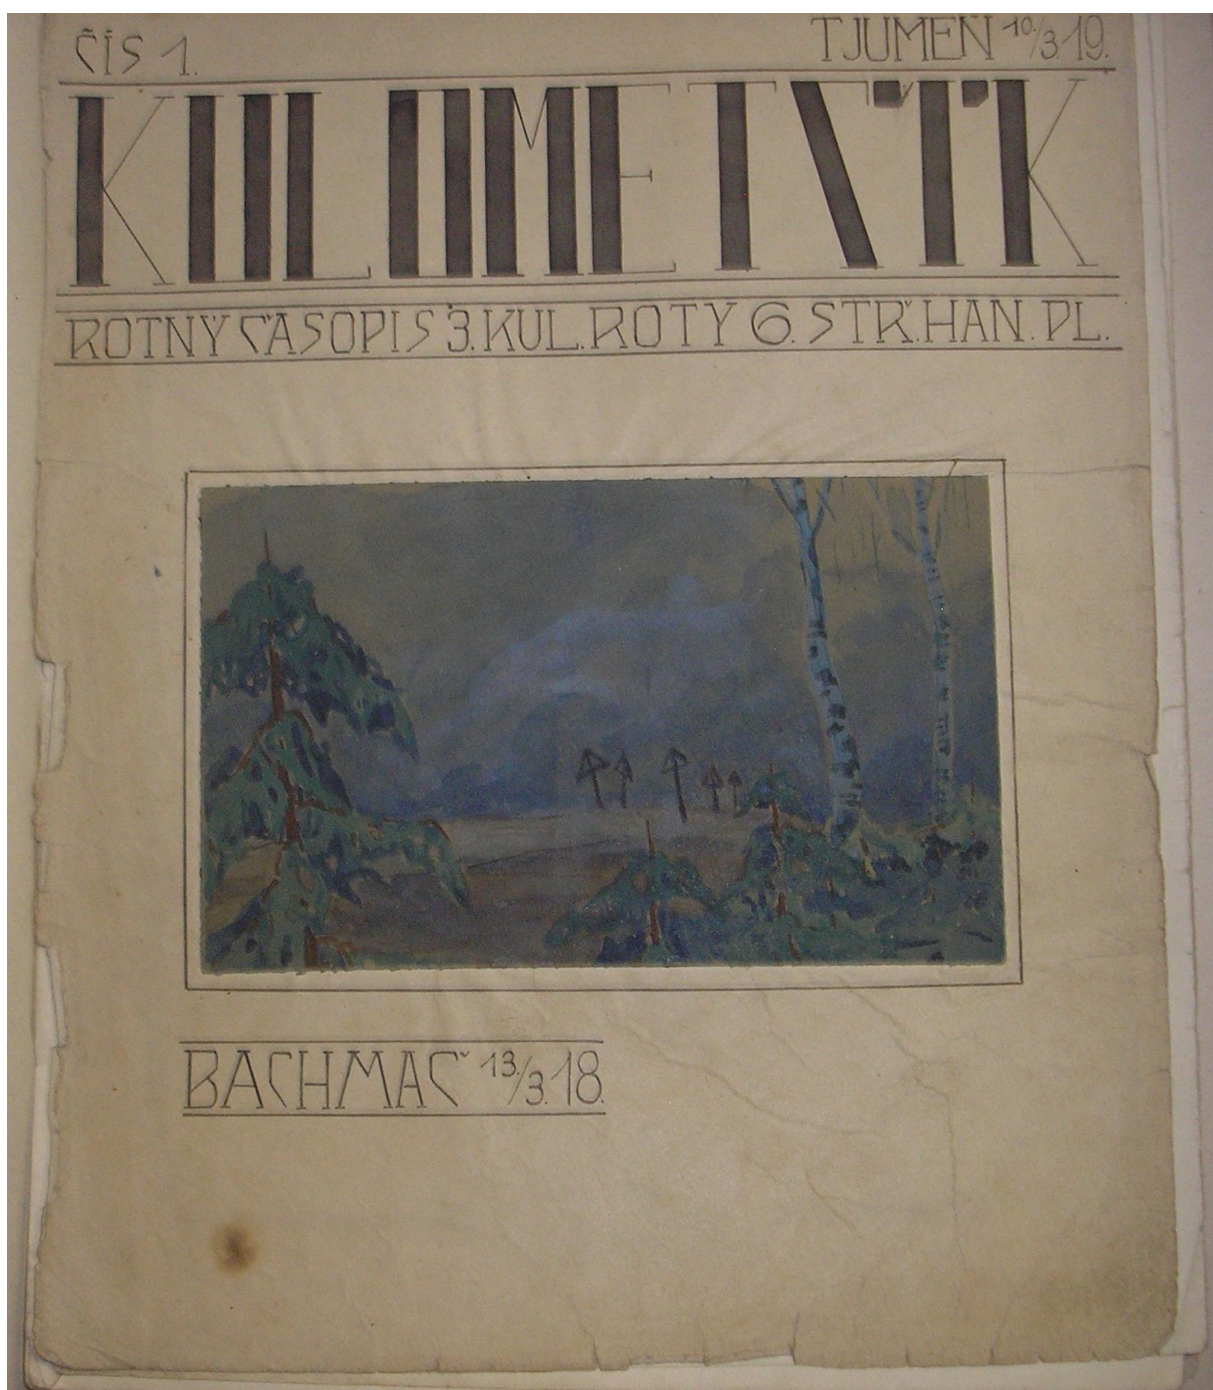 ČÍS 1. TJUMEŇ 10./3. 19.
KULOMETČÍK
ROTNÝ ČASOPIS 3. KUL. ROTY 6. STŘ. HAN. PL.
BACHMAČ 13./3. 18.